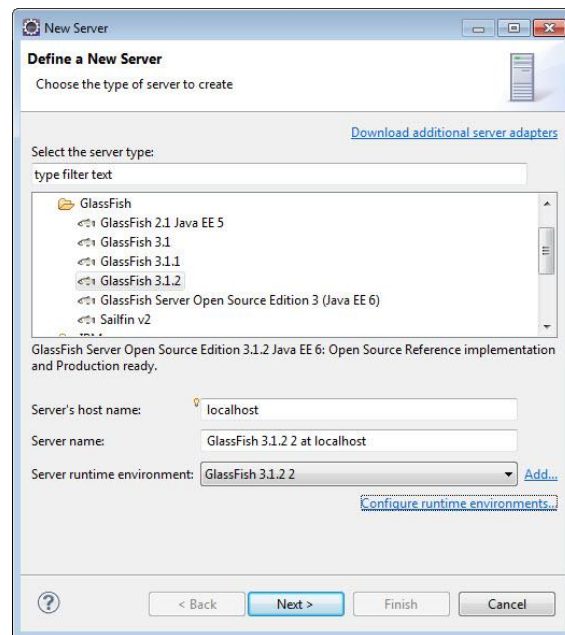 New Server
Define a New Server
Choose the type of server to create
Download additional server adapters
Select the server type:
type filter text
GlassFish
GlassFish 2.1 Java EE 5
GlassFish 3.1
GlassFish 3.1.1
GlassFish 3.1.2
GlassFish Server Open Source Edition 3 (Java EE 6)
Sailfin v2
GlassFish Server Open Source Edition 3.1.2 Java EE 6: Open Source Reference implementation
and Production ready.
Server's host name: localhost
Server name: GlassFish 3.1.2 2 at localhost
Server runtime environment: GlassFish 3.1.2 2 Add...
Configure runtime environments...
? < Back Next > Finish Cancel